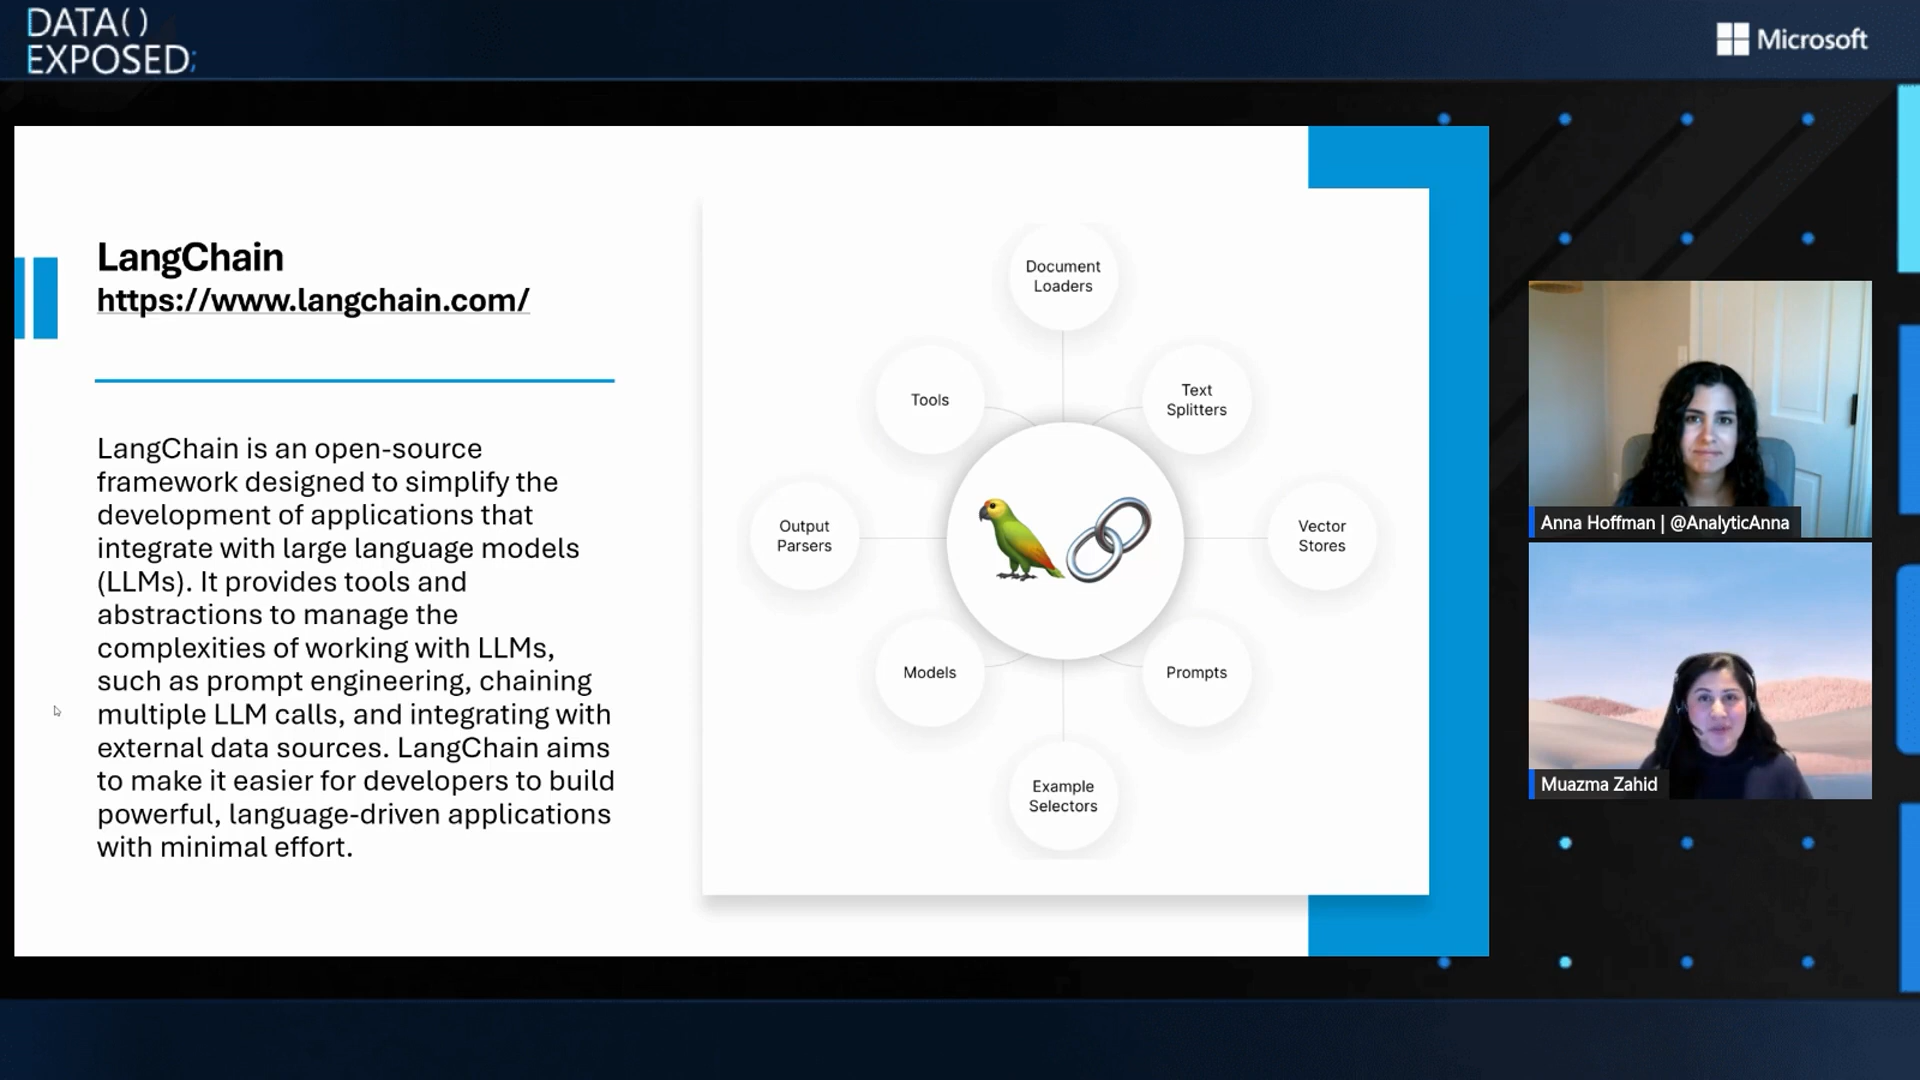 DATA()
EXPOSED;
Microsoft
LangChain
https://www.langchain.com/
LangChain is an open-source
framework designed to simplify the
development of applications that
integrate with large language models
(LLMs). It provides tools and
abstractions to manage the
complexities of working with LLMs,
such as prompt engineering, chaining
multiple LLM calls, and integrating with
external data sources. LangChain aims
to make it easier for developers to build
powerful, language-driven applications
with minimal effort.
Document
Loaders
Tools
Text
Splitters
Output
Parsers
Vector
Stores
Models
Prompts
Example
Selectors
Anna Hoffman | @AnalyticAnna
Muazma Zahid